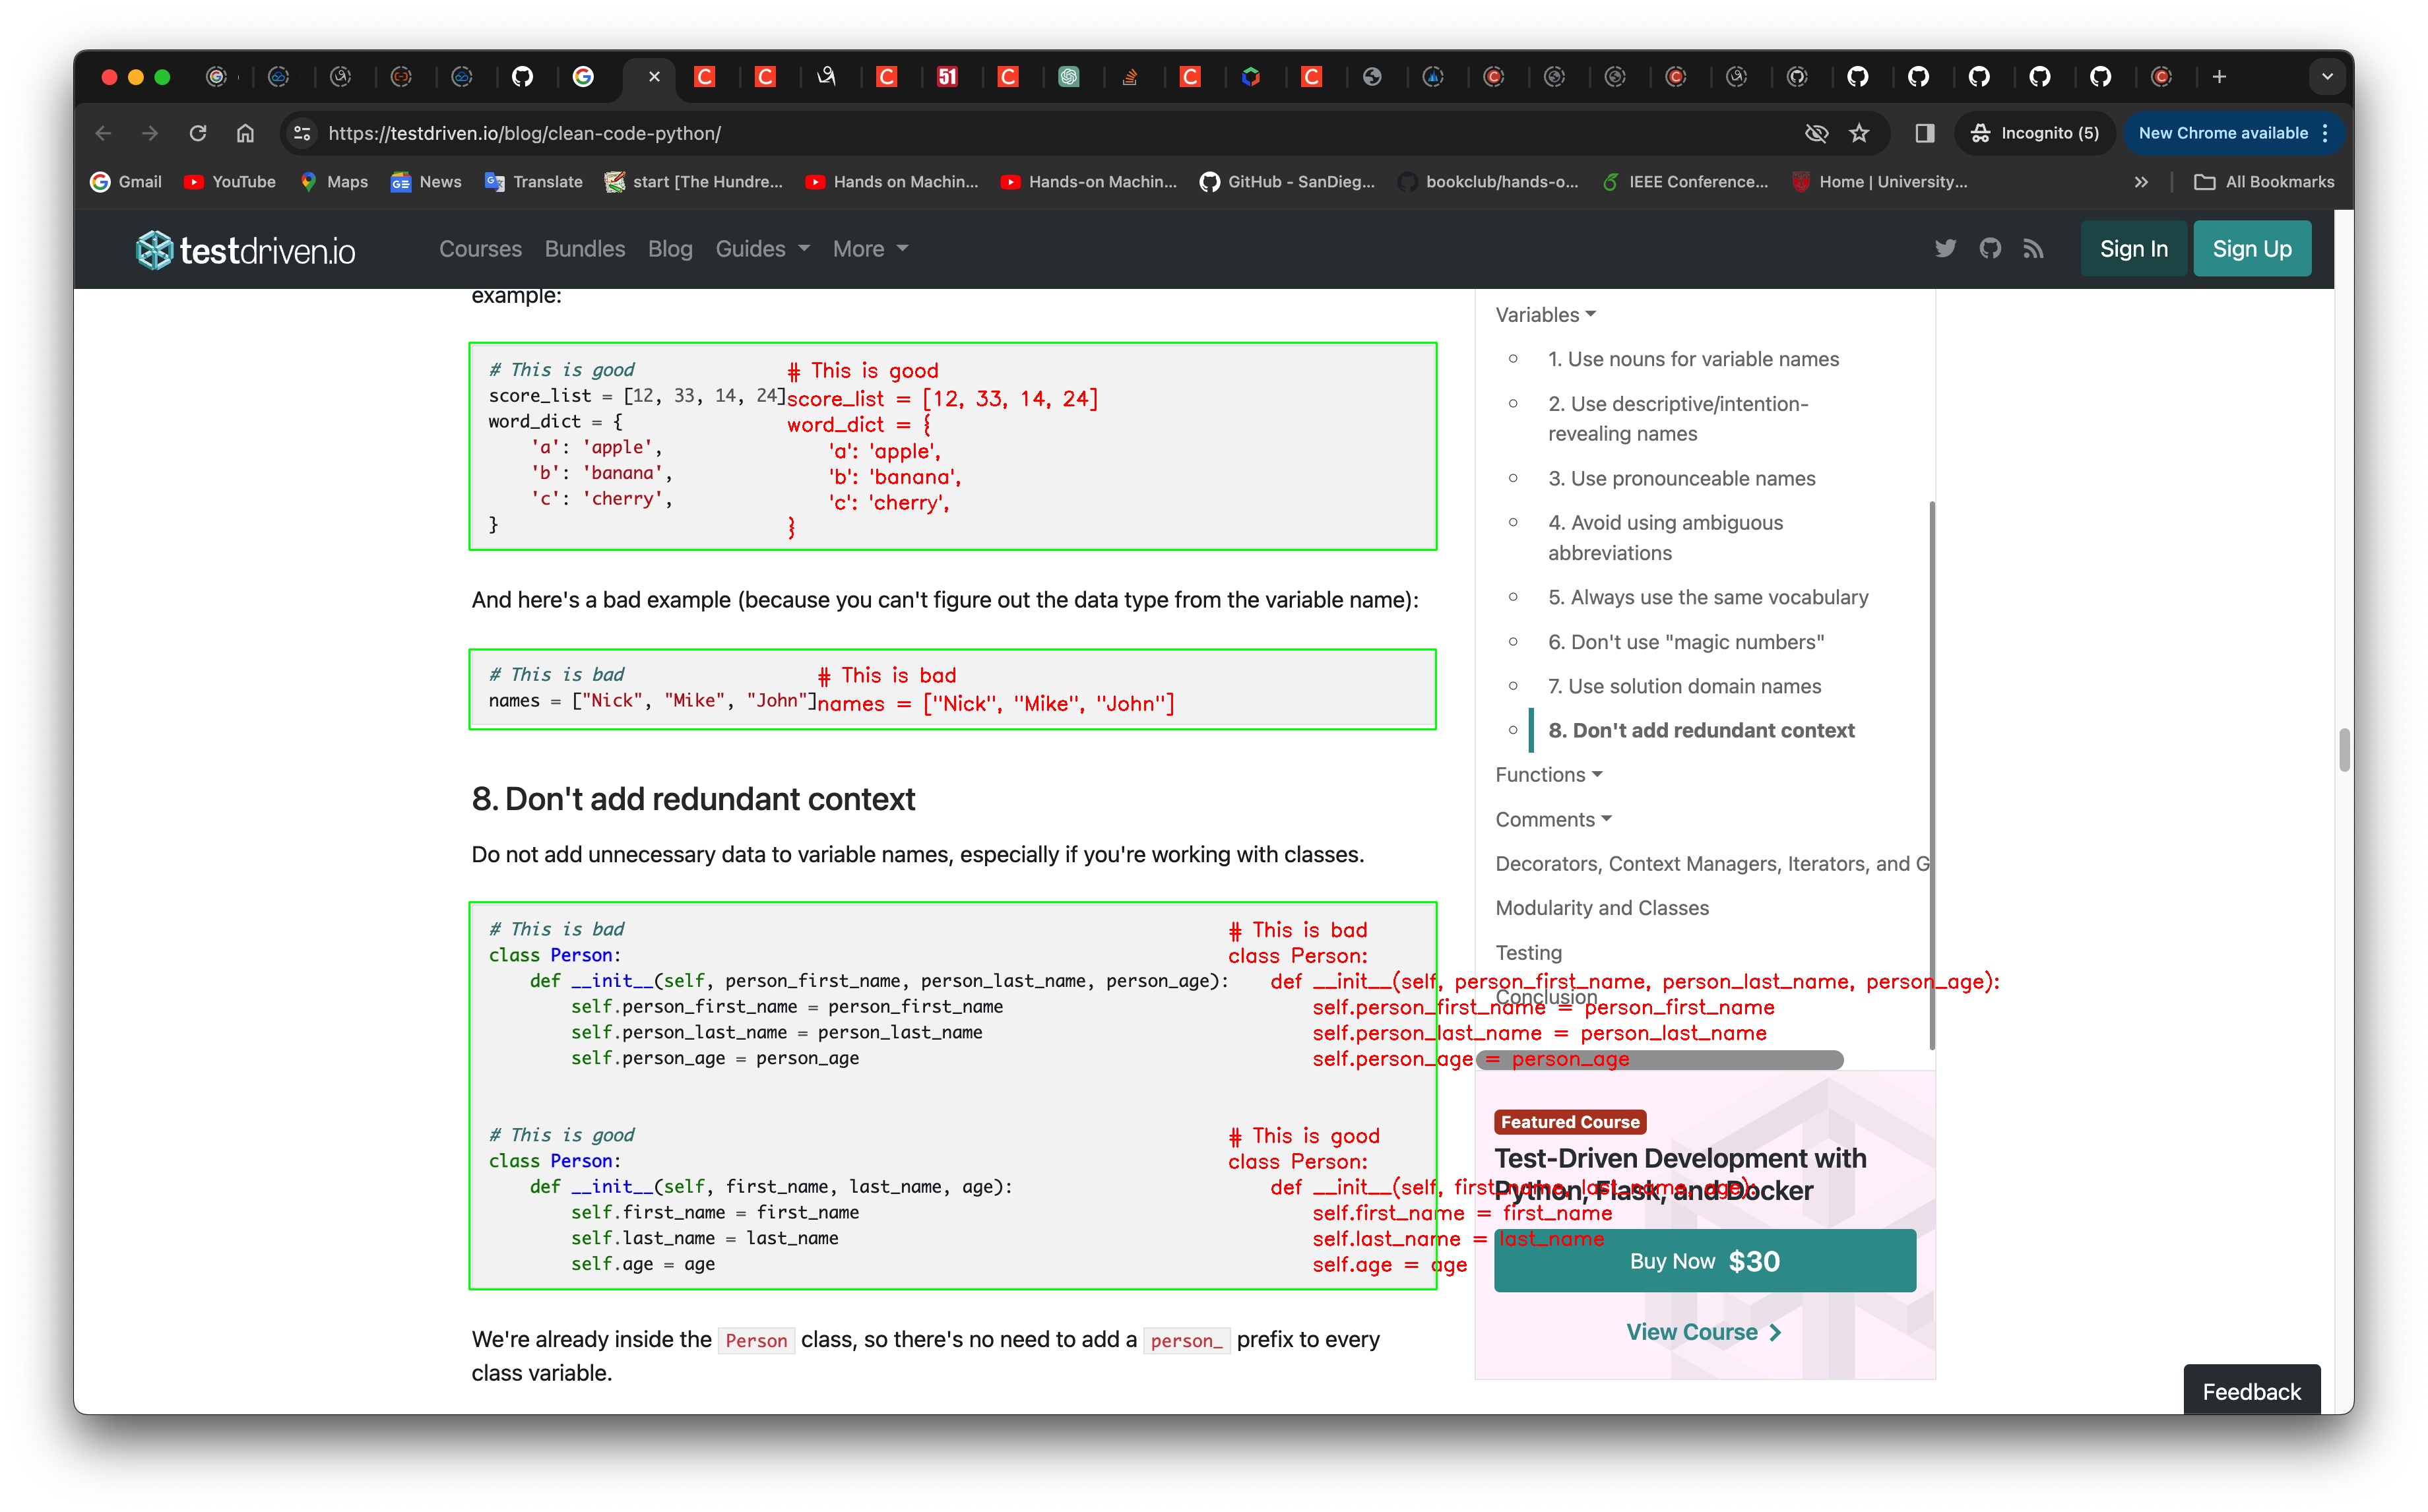 https://testdriven.io/blog/clean-code-python/
Incognito (5)
New Chrome available
Gmail
YouTube
Maps
News
Translate
start [The Hundre...
Hands on Machin...
Hands-on Machin...
GitHub - SanDieg...
bookclub/hands-o...
IEEE Conference...
Home | University...
All Bookmarks
testdriven.io
Courses
Bundles
Blog
Guides
More
Sign In
Sign Up
example:
# This is good
score_list = [12, 33, 14, 24]
word_dict = {
    'a': 'apple',
    'b': 'banana',
    'c': 'cherry',
}
# This is good
score_list = [12, 33, 14, 24]
word_dict = {
    'a': 'apple',
    'b': 'banana',
    'c': 'cherry',
}
And here's a bad example (because you can't figure out the data type from the variable name):
# This is bad
names = ["Nick", "Mike", "John"]
# This is bad
names = ["Nick", "Mike", "John"]
8. Don't add redundant context
Do not add unnecessary data to variable names, especially if you're working with classes.
# This is bad
class Person:
    def __init__(self, person_first_name, person_last_name, person_age):
        self.person_first_name = person_first_name
        self.person_last_name = person_last_name
        self.person_age = person_age
# This is good
class Person:
    def __init__(self, first_name, last_name, age):
        self.first_name = first_name
        self.last_name = last_name
        self.age = age
# This is bad
class Person:
    def __init__(self, person_first_name, person_last_name, person_age):
        self.person_first_name = person_first_name
        self.person_last_name = person_last_name
        self.person_age = person_age
# This is good
class Person:
    def __init__(self, first_name, last_name, age):
        self.first_name = first_name
        self.last_name = last_name
        self.age = age
We're already inside the Person class, so there's no need to add a person_ prefix to every
class variable.
Variables
1. Use nouns for variable names
2. Use descriptive/intention-
revealing names
3. Use pronounceable names
4. Avoid using ambiguous
abbreviations
5. Always use the same vocabulary
6. Don't use "magic numbers"
7. Use solution domain names
8. Don't add redundant context
Functions
Comments
Decorators, Context Managers, Iterators, and G
Modularity and Classes
Testing
Conclusion
Featured Course
Test-Driven Development with
Python, Flask, and Docker
Buy Now $30
View Course
Feedback